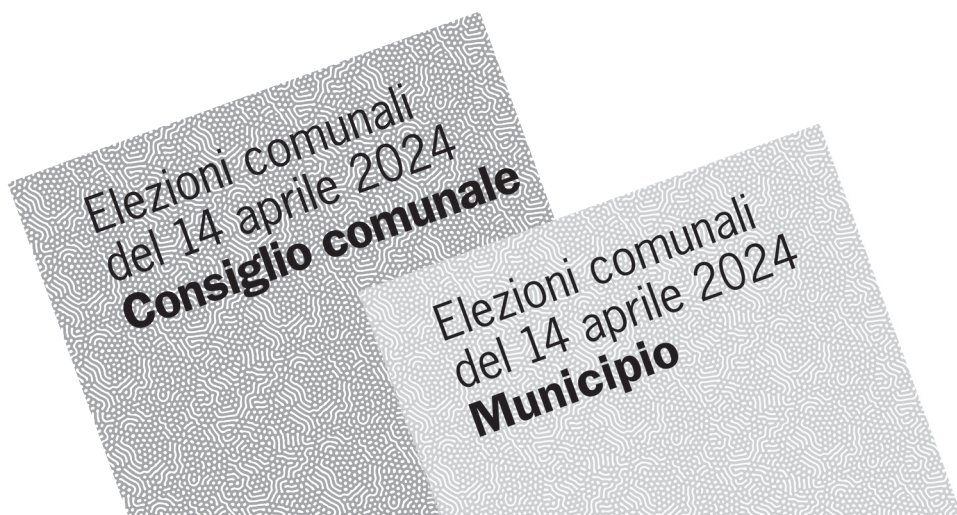 Elezioni comunali
del 14 aprile 2024
Consiglio comunale
Elezioni comunali
del 14 aprile 2024
Municipio